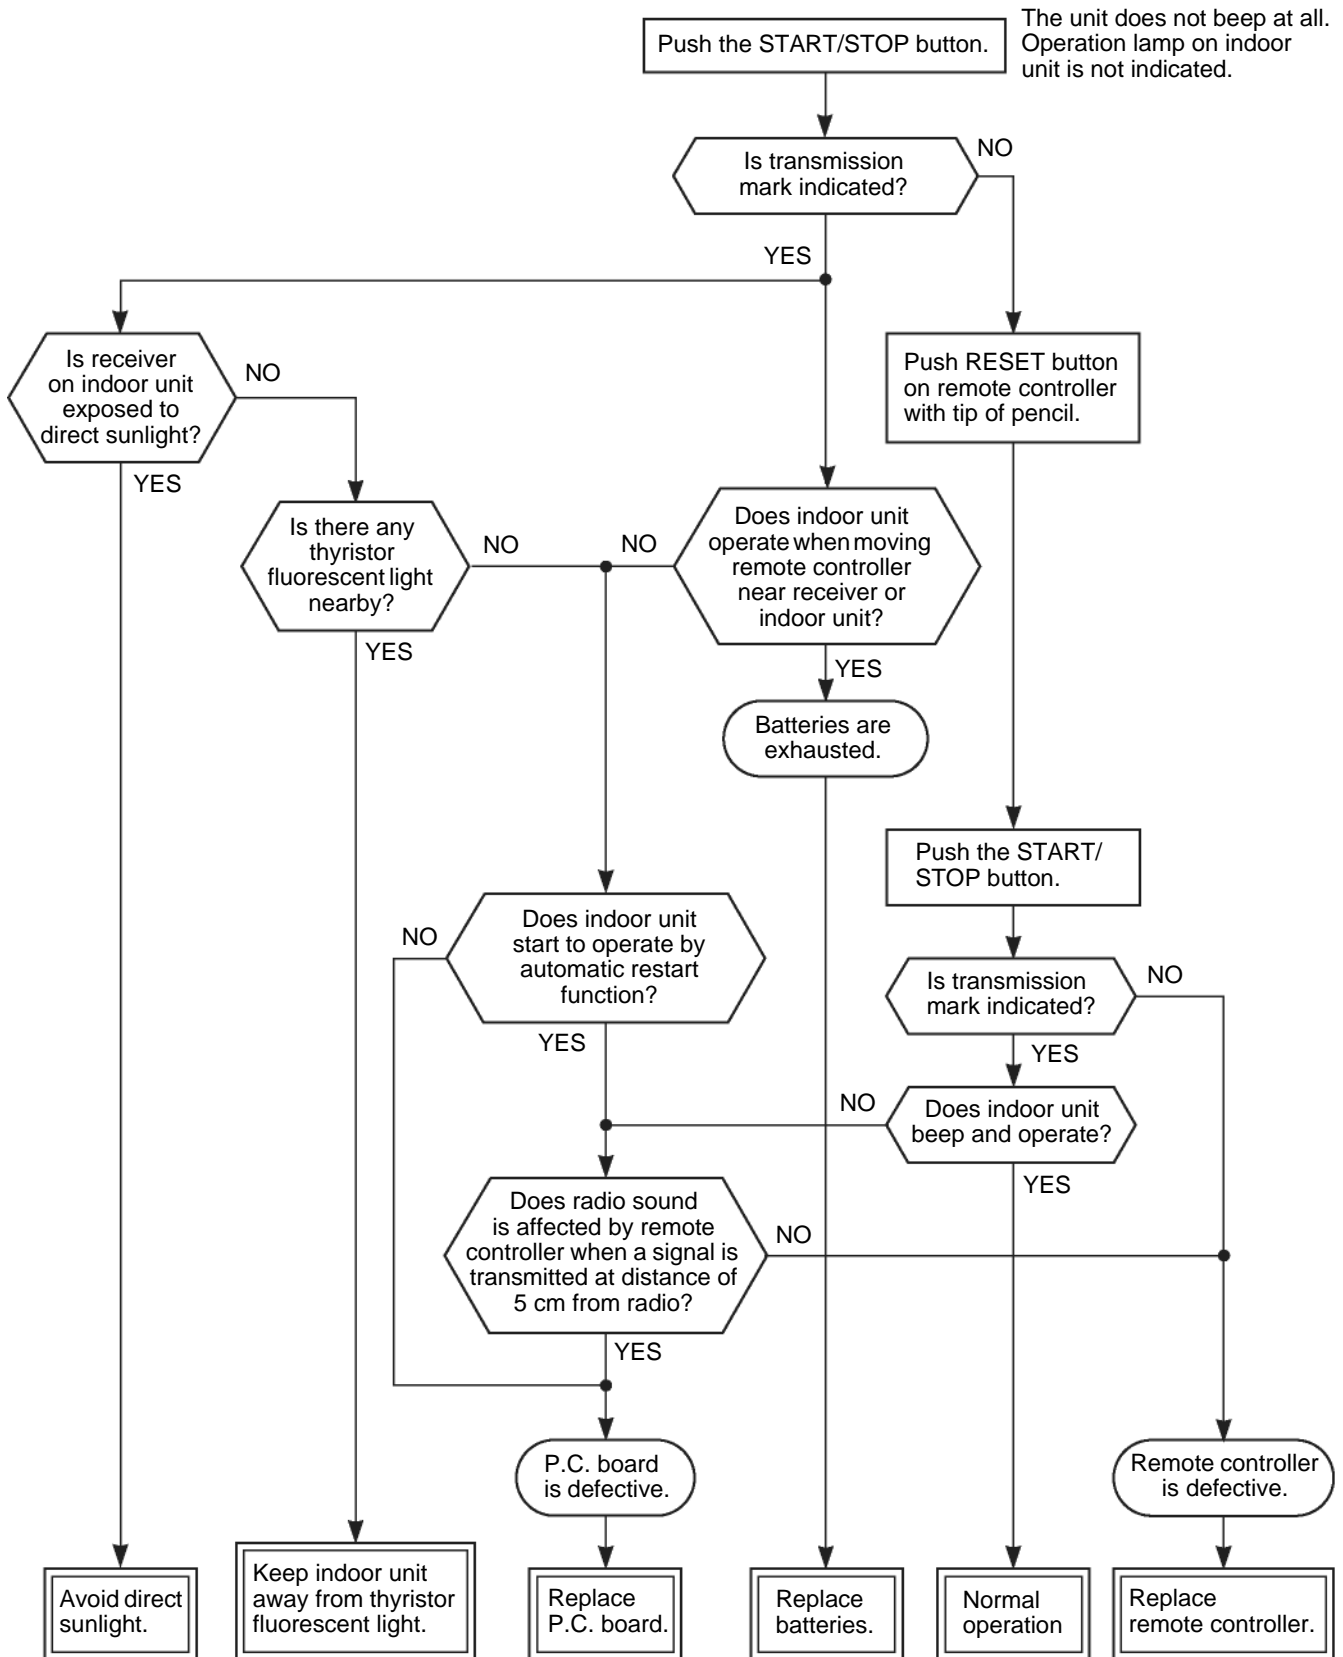 Push the START/STOP button.
The unit does not beep at all.
Operation lamp on indoor
unit is not indicated.
Is transmission
mark indicated?
NO
YES
Is receiver
on indoor unit
exposed to
direct sunlight?
NO
YES
Push RESET button
on remote controller
with tip of pencil.
Is there any
thyristor
fluorescent light
nearby?
NO
YES
NO
Does indoor unit
operate when moving
remote controller
near receiver or
indoor unit?
YES
Batteries are
exhausted.
Push the START/
STOP button.
Does indoor unit
start to operate by
automatic restart
function?
NO
YES
Is transmission
mark indicated?
NO
YES
NO
Does indoor unit
beep and operate?
YES
Does radio sound
is affected by remote
controller when a signal is
transmitted at distance of
5 cm from radio?
NO
YES
P.C. board
is defective.
Remote controller
is defective.
Avoid direct
sunlight.
Keep indoor unit
away from thyristor
fluorescent light.
Replace
P.C. board.
Replace
batteries.
Normal
operation
Replace
remote controller.